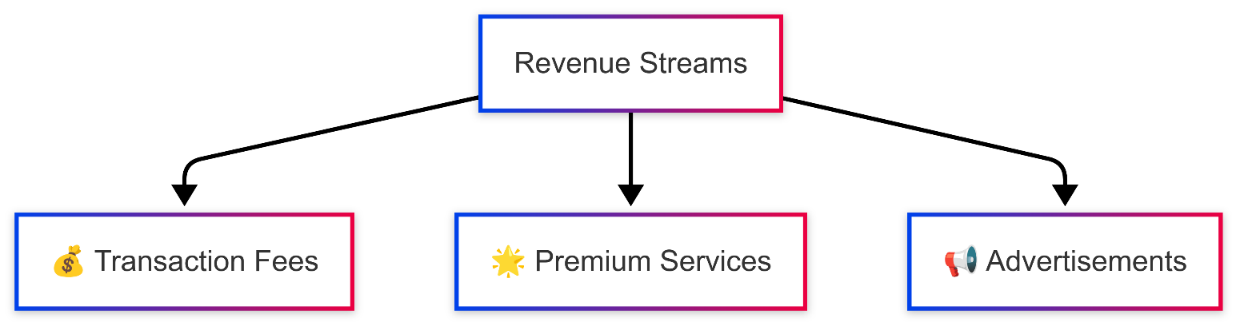 Revenue Streams
💰 Transaction Fees
🌟 Premium Services
📢 Advertisements